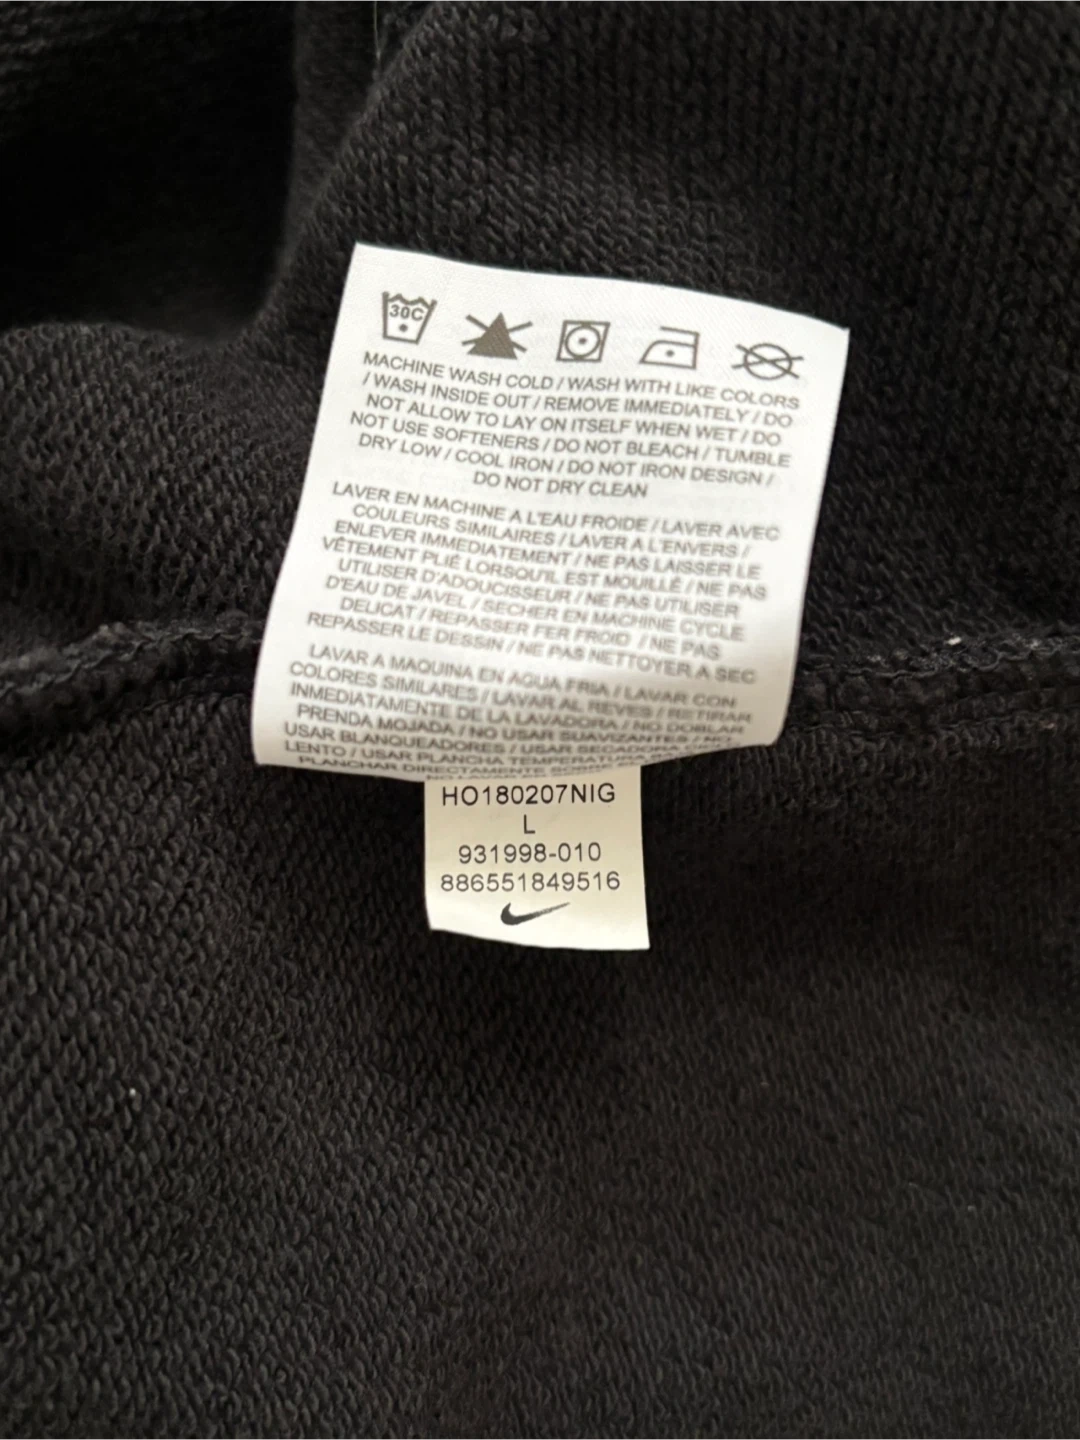 30C
MACHINE WASH COLD / WASH WITH LIKE COLORS
/ WASH INSIDE OUT / REMOVE IMMEDIATELY / DO
NOT ALLOW TO LAY ON ITSELF WHEN WET / DO
NOT USE SOFTENERS / DO NOT BLEACH / TUMBLE
DRY LOW / COOL IRON / DO NOT IRON DESIGN /
DO NOT DRY CLEAN
LAVER EN MACHINE A L'EAU FROIDE / LAVER AVEC
COULEURS SIMILAIRES / LAVER A L'ENVERS /
ENLEVER IMMEDIATEMENT / NE PAS LAISSER LE
VÊTEMENT PLIÉ LORSQU'IL EST MOUILLÉ / NE PAS
UTILISER D'ADOUCISSEUR / NE PAS UTILISER
D'EAU DE JAVEL / SECHER EN MACHINE CYCLE
DELICAT / REPASSER FER FROID / NE PAS
REPASSER LE DESSIN / NE PAS NETTOYER A SEC
LAVAR A MAQUINA EN AGUA FRIA / LAVAR CON
COLORES SIMILARES / LAVAR AL REVES / RETIRAR
INMEDIATAMENTE DE LA LAVADORA / NO DOBLAR
PRENDA MOJADA / NO USAR SUAVIZANTES / NO
USAR BLANQUEADORES / USAR SECADORA
LENTO / USAR PLANCHA TEMPERATURA
PLANCHAR DIRECTAMENTE SOBRE
HO180207NIG
L
931998-010
886551849516